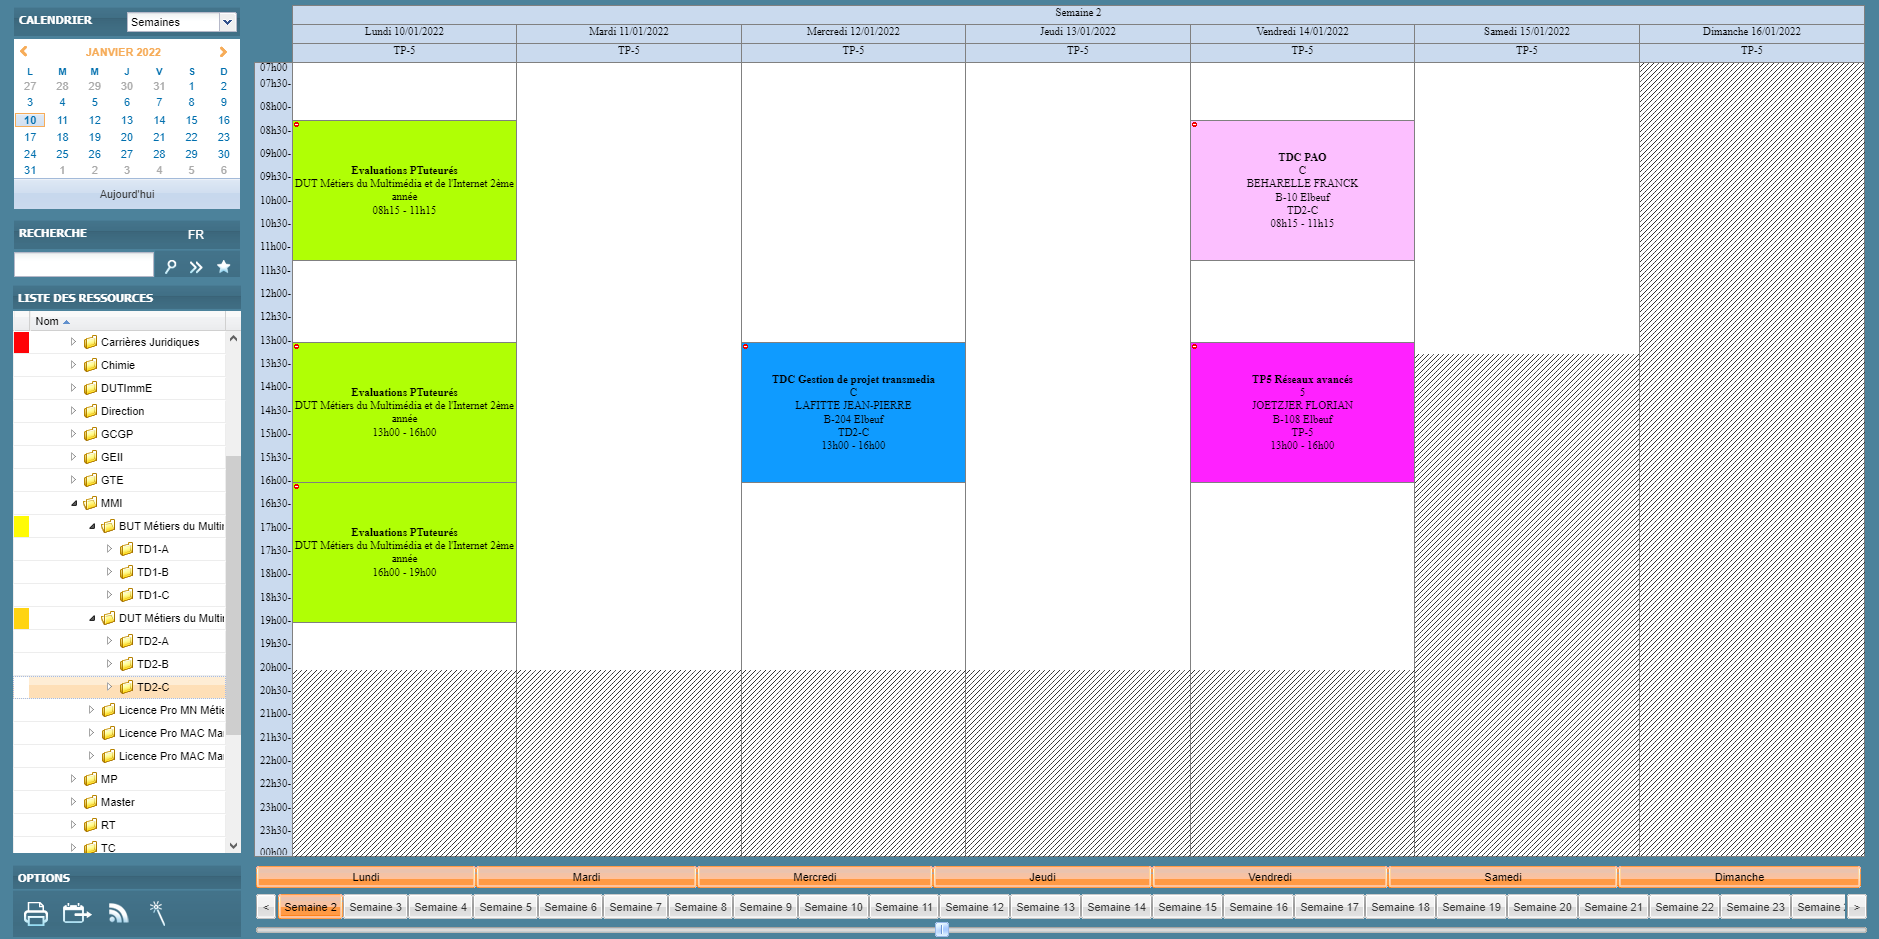 CALENDRIER
Semaines
JANVIER 2022
L M M J V S D
27 28 29 30 31 1 2
3 4 5 6 7 8 9
10 11 12 13 14 15 16
17 18 19 20 21 22 23
24 25 26 27 28 29 30
31 1 2 3 4 5 6
Aujourd'hui
RECHERCHE
FR
LISTE DES RESSOURCES
Nom
Carrières Juridiques
Chimie
DUTImmE
Direction
GCGP
GEII
GTE
MMI
BUT Métiers du Multi
TD1-A
TD1-B
TD1-C
DUT Métiers du Multi
TD2-A
TD2-B
TD2-C
Licence Pro MN Métie
Licence Pro MAC Ma
Licence Pro MAC Ma
MP
Master
RT
TC
OPTIONS
Semaine 2
Lundi 10/01/2022
Mardi 11/01/2022
Mercredi 12/01/2022
Jeudi 13/01/2022
Vendredi 14/01/2022
Samedi 15/01/2022
Dimanche 16/01/2022
TP-5
TP-5
TP-5
TP-5
TP-5
TP-5
TP-5
07h00
07h30-
08h00-
08h30-
09h00-
09h30-
10h00-
10h30-
11h00-
11h30-
12h00-
12h30-
13h00-
13h30-
14h00-
14h30-
15h00-
15h30-
16h00-
16h30-
17h00-
17h30-
18h00-
18h30-
19h00-
19h30-
20h00-
20h30-
21h00-
21h30-
22h00-
22h30-
23h00-
23h30-
00h00
Evaluations PTuteurés
DUT Métiers du Multimédia et de l'Internet 2ème
année
08h15 - 11h15
Evaluations PTuteurés
DUT Métiers du Multimédia et de l'Internet 2ème
année
13h00 - 16h00
Evaluations PTuteurés
DUT Métiers du Multimédia et de l'Internet 2ème
année
16h00 - 19h00
TDC Gestion de projet transmedia
C
LAFITTE JEAN-PIERRE
B-204 Elbeuf
TD2-C
13h00 - 16h00
TDC PAO
C
BEHARELLE FRANCK
B-10 Elbeuf
TD2-C
08h15 - 11h15
TP5 Réseaux avancés
5
JOETZJER FLORIAN
B-108 Elbeuf
TP-5
13h00 - 16h00
Lundi
Mardi
Mercredi
Jeudi
Vendredi
Samedi
Dimanche
< Semaine 2 Semaine 3 Semaine 4 Semaine 5 Semaine 6 Semaine 7 Semaine 8 Semaine 9 Semaine 10 Semaine 11 Semaine 12 Semaine 13 Semaine 14 Semaine 15 Semaine 16 Semaine 17 Semaine 18 Semaine 19 Semaine 20 Semaine 21 Semaine 22 Semaine 23 Semaine >